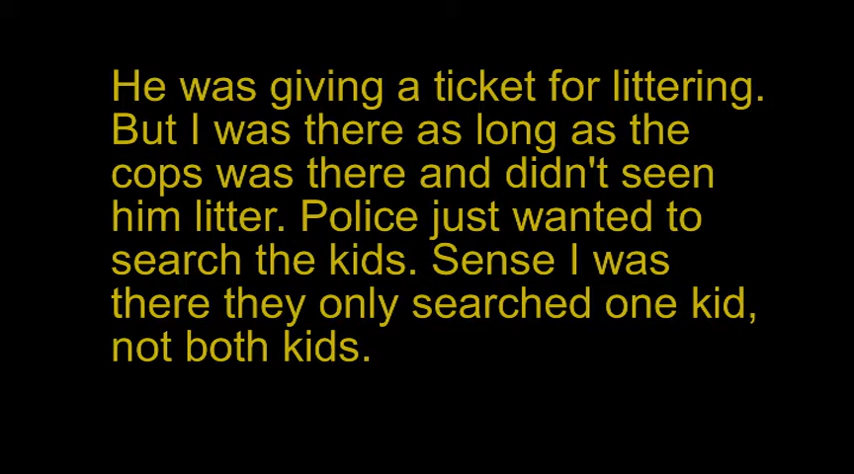 He was giving a ticket for littering.
But I was there as long as the
cops was there and didn't seen
him litter. Police just wanted to
search the kids. Sense I was
there they only searched one kid,
not both kids.